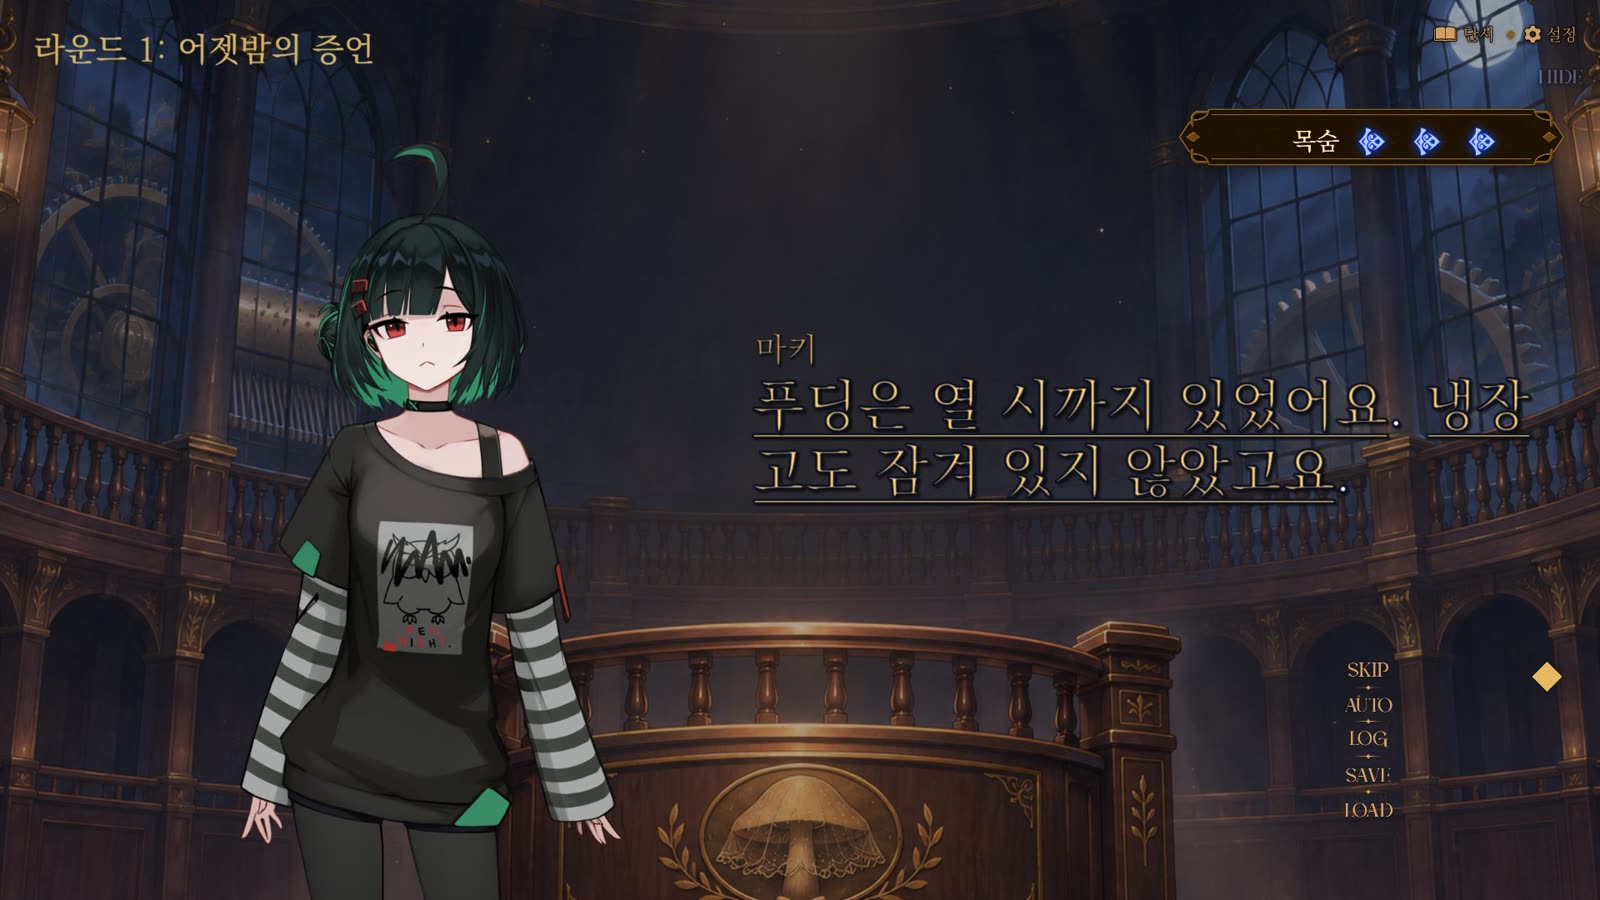 라운드 1: 어젯밤의 증언
단서
설정
HIDE
목숨
마키
푸딩은 열 시까지 있었어요. 냉장
고도 잠겨 있지 않았고요.
SKIP
AUTO
LOG
SAVE
LOAD